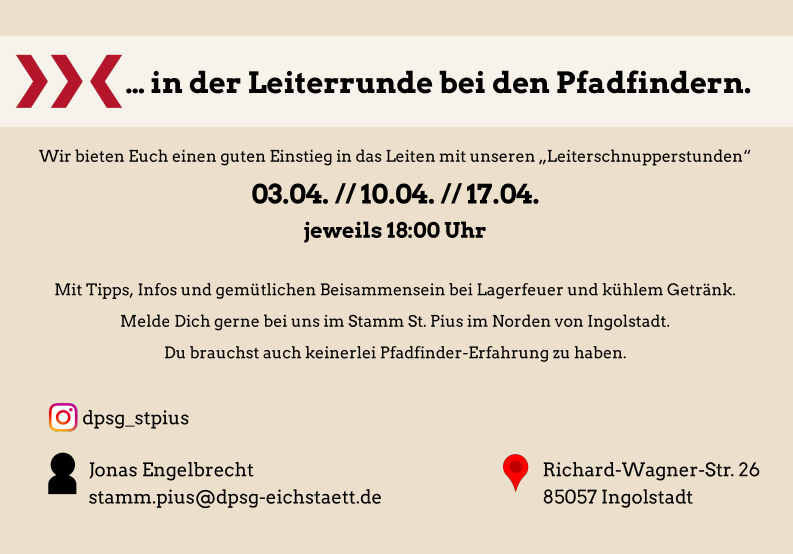 ... in der Leiterrunde bei den Pfadfindern.
Wir bieten Euch einen guten Einstieg in das Leiten mit unseren „Leiterschnupperstunden“
03.04. // 10.04. // 17.04.
jeweils 18:00 Uhr
Mit Tipps, Infos und gemütlichen Beisammensein bei Lagerfeuer und kühlem Getränk.
Melde Dich gerne bei uns im Stamm St. Pius im Norden von Ingolstadt.
Du brauchst auch keinerlei Pfadfinder-Erfahrung zu haben.
dpsg_stpius
Jonas Engelbrecht
stamm.pius@dpsg-eichstaett.de
Richard-Wagner-Str. 26
85057 Ingolstadt